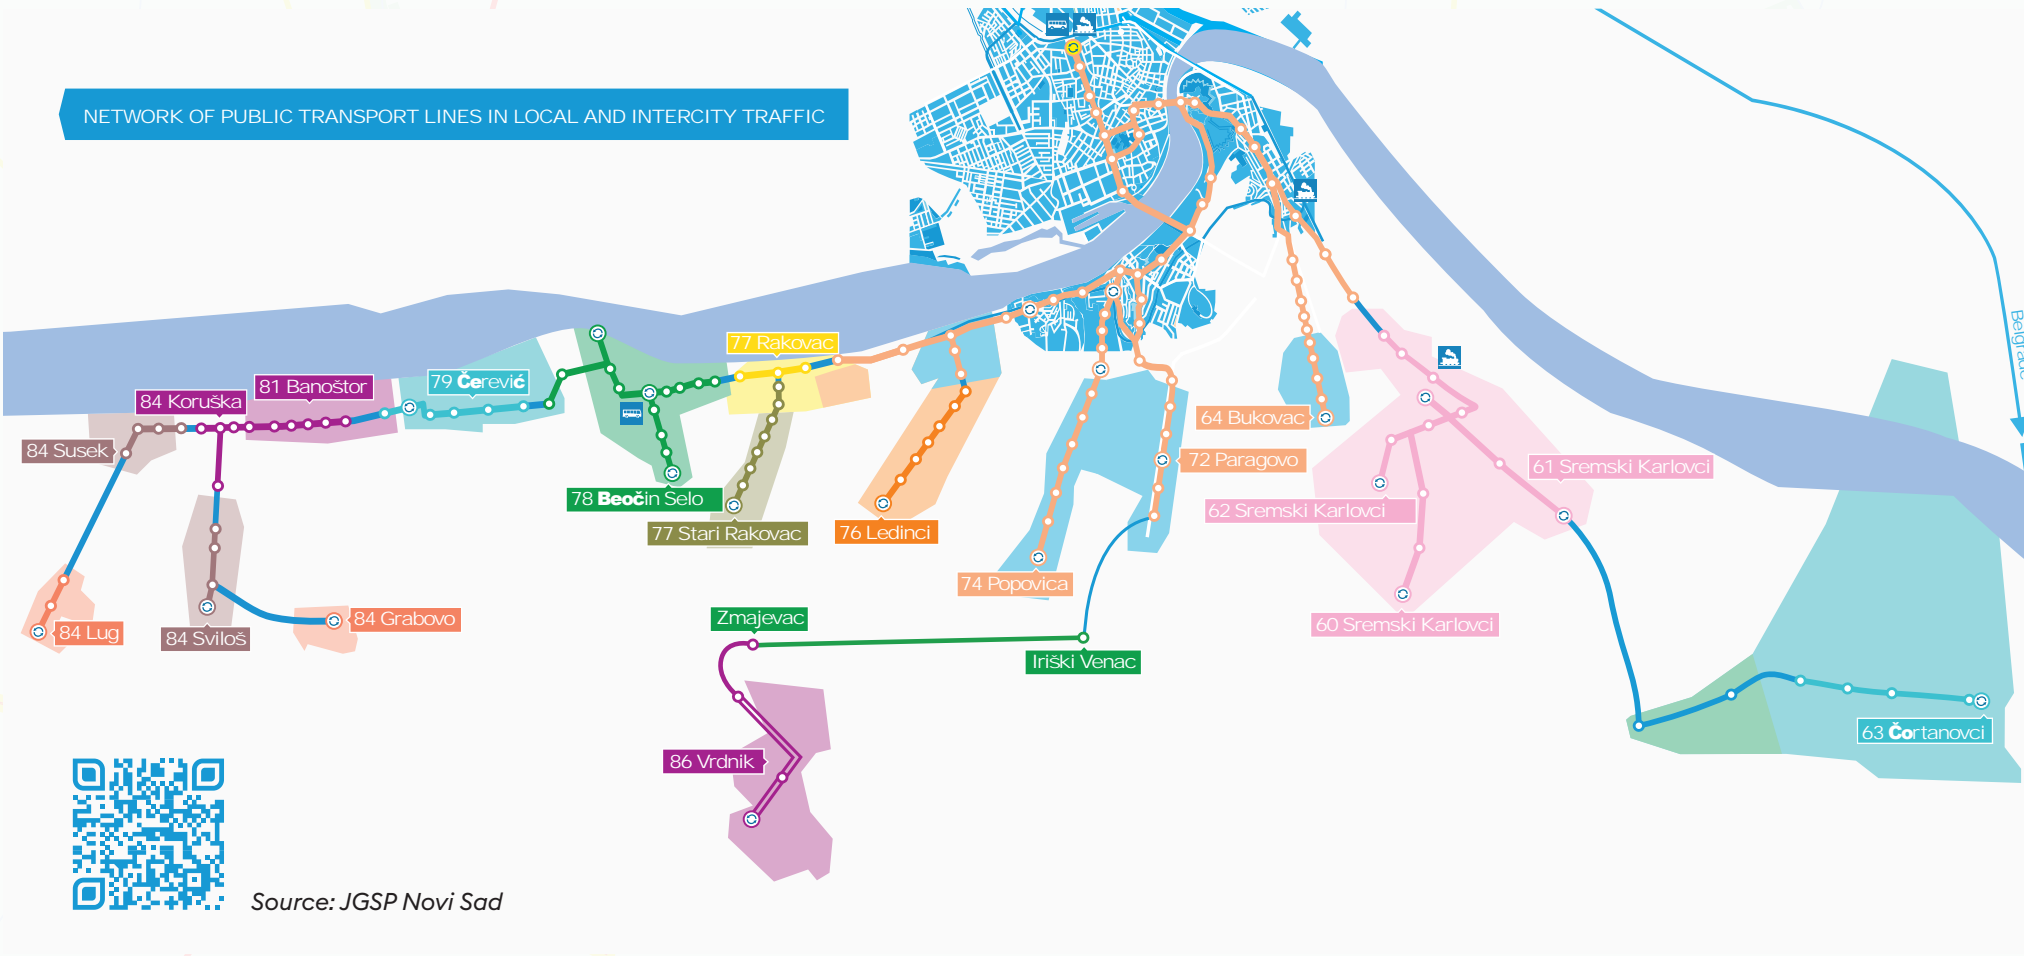 NETWORK OF PUBLIC TRANSPORT LINES IN LOCAL AND INTERCITY TRAFFIC
Belgrade
77 Rakovac
79 Čerević
81 Banoštor
84 Koruška
84 Susek
64 Bukovac
72 Paragovo
61 Sremski Karlovci
62 Sremski Karlovci
78 Beočin Selo
77 Stari Rakovac
76 Ledinci
74 Popovica
84 Lug
84 Sviloš
84 Grabovo
Zmajevac
Iriški Venac
60 Sremski Karlovci
63 Čortanovci
86 Vrdnik
Source: JGSP Novi Sad